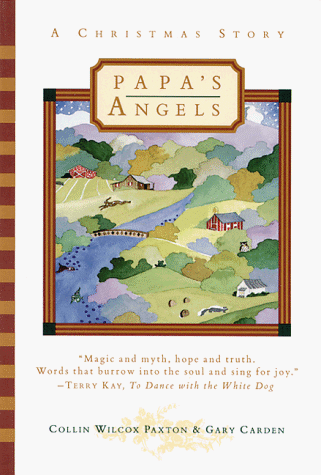 A CHRISTMAS STORY
PAPA'S
ANGELS
"Magic and myth, hope and truth.
Words that burrow into the soul and sing for joy."
—TERRY KAY, To Dance with the White Dog
COLLIN WILCOX PAXTON & GARY CARDEN